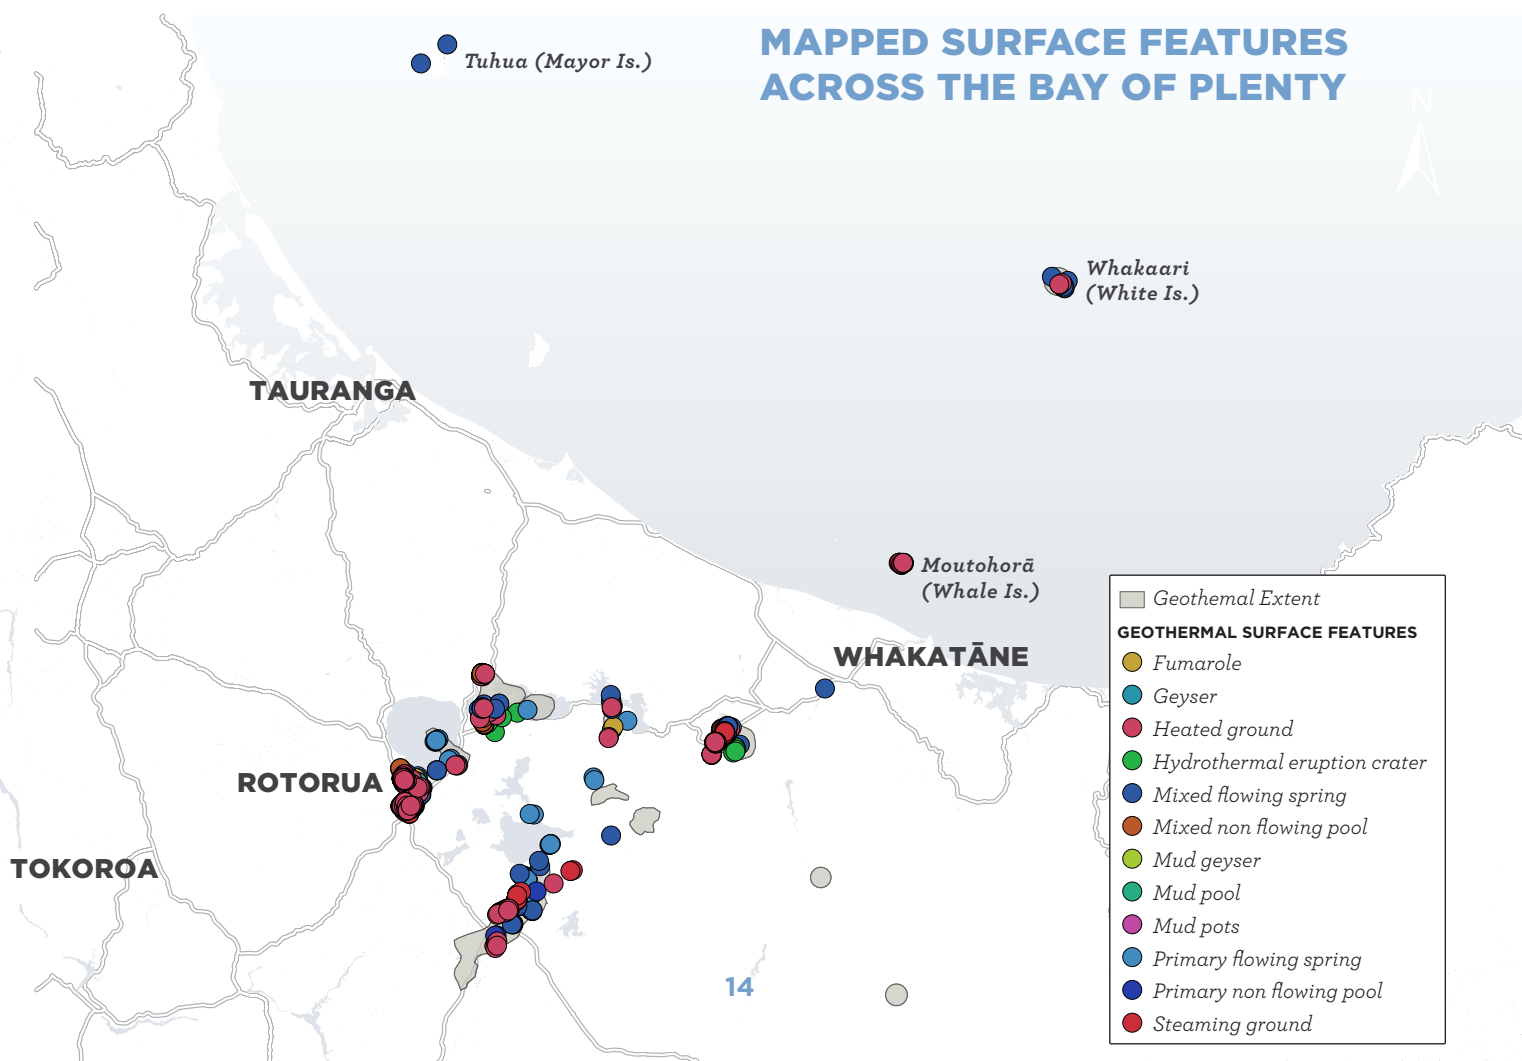 MAPPED SURFACE FEATURES
ACROSS THE BAY OF PLENTY
Tuhua (Mayor Is.)
N
Whakaari
(White Is.)
TAURANGA
Moutohorā
(Whale Is.)
WHAKATĀNE
ROTORUA
TOKOROA
Geothemal Extent
GEOTHERMAL SURFACE FEATURES
Fumarole
Geyser
Heated ground
Hydrothermal eruption crater
Mixed flowing spring
Mixed non flowing pool
Mud geyser
Mud pool
Mud pots
Primary flowing spring
Primary non flowing pool
Steaming ground
14